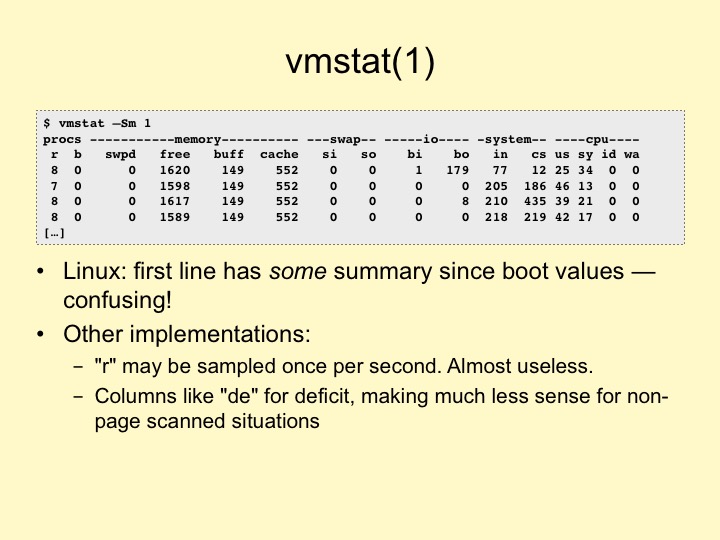 vmstat(1)
$ vmstat –Sm 1
procs -----------memory---------- ---swap-- -----io---- -system-- ----cpu----
 r  b   swpd   free   buff  cache   si   so    bi    bo   in   cs us sy id wa
 8  0      0   1620    149    552    0    0     1   179   77   12 25 34  0  0
 7  0      0   1598    149    552    0    0     0     0  205  186 46 13  0  0
 8  0      0   1617    149    552    0    0     0     8  210  435 39 21  0  0
 8  0      0   1589    149    552    0    0     0     0  218  219 42 17  0  0
[…]
• Linux: first line has some summary since boot values —
confusing!
• Other implementations:
– "r" may be sampled once per second. Almost useless.
– Columns like "de" for deficit, making much less sense for non-
page scanned situations